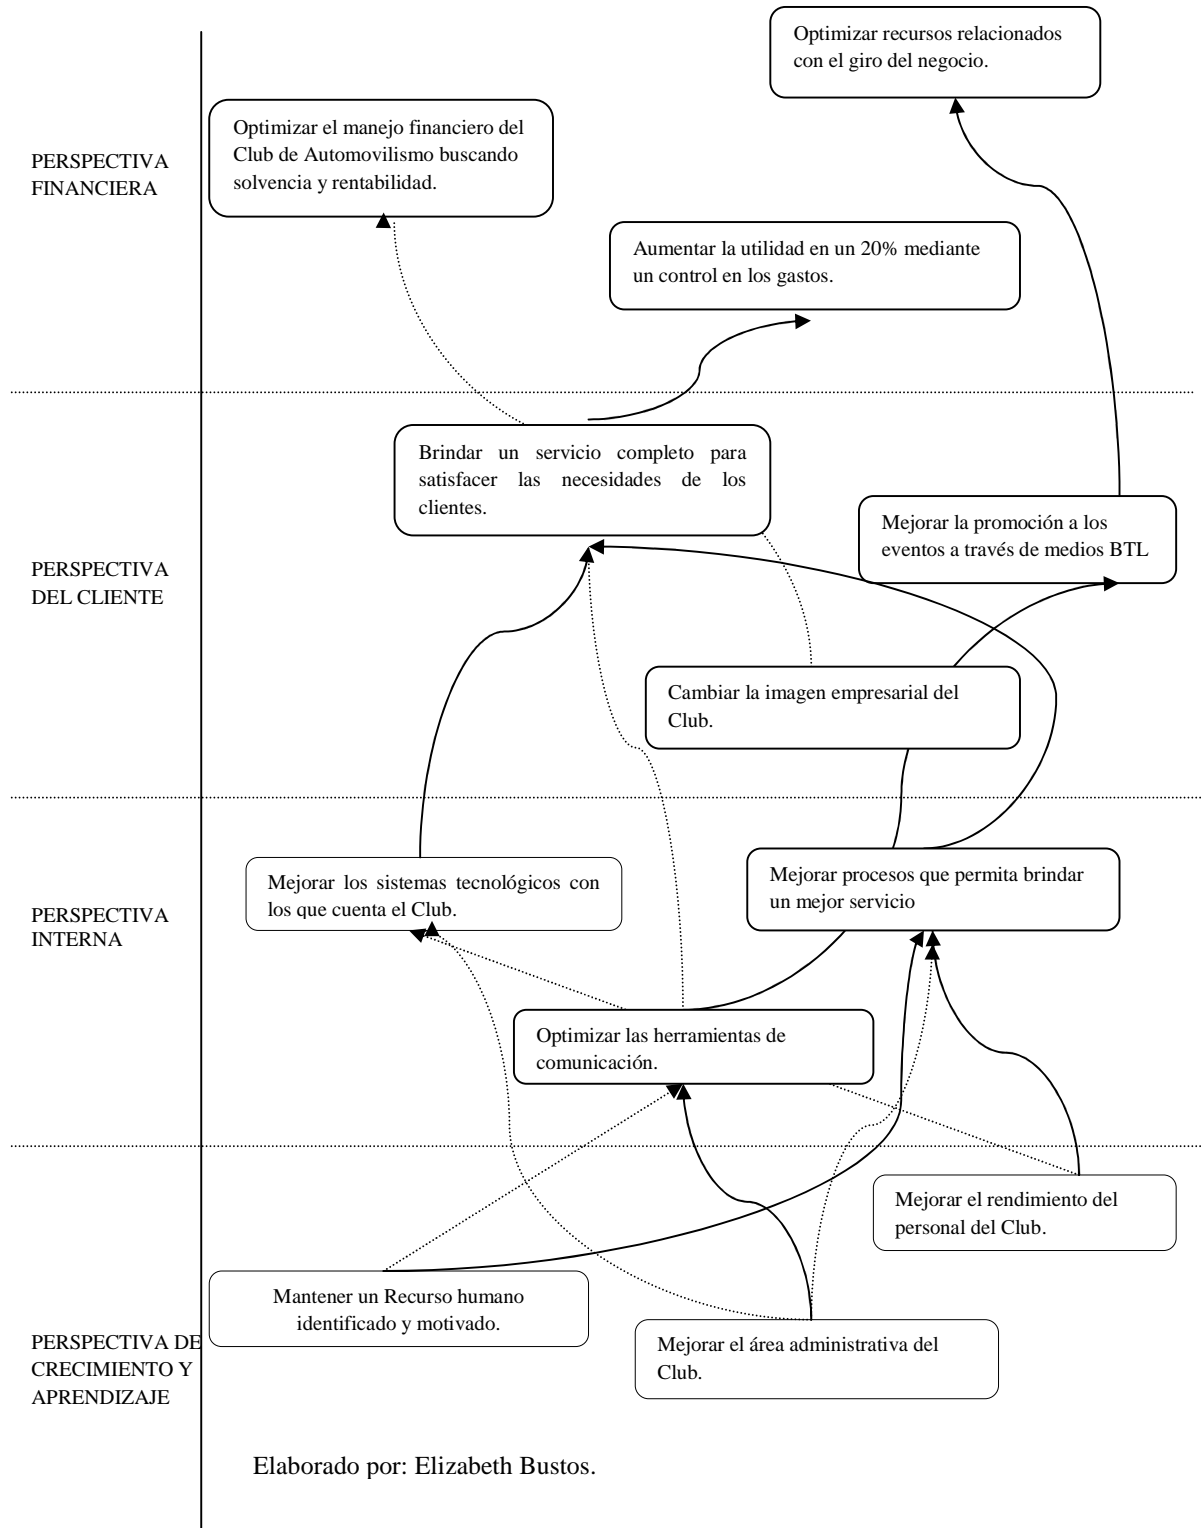 Optimizar recursos relacionados
con el giro del negocio.
PERSPECTIVA
FINANCIERA
Optimizar el manejo financiero del
Club de Automovilismo buscando
solvencia y rentabilidad.
Aumentar la utilidad en un 20% mediante
un control en los gastos.
PERSPECTIVA
DEL CLIENTE
Brindar un servicio completo para
satisfacer las necesidades de los
clientes.
Mejorar la promoción a los
eventos a través de medios BTL
Cambiar la imagen empresarial del
Club.
PERSPECTIVA
INTERNA
Mejorar los sistemas tecnológicos con
los que cuenta el Club.
Mejorar procesos que permita brindar
un mejor servicio
Optimizar las herramientas de
comunicación.
Mejorar el rendimiento del
personal del Club.
PERSPECTIVA DE
CRECIMIENTO Y
APRENDIZAJE
Mantener un Recurso humano
identificado y motivado.
Mejorar el área administrativa del
Club.
Elaborado por: Elizabeth Bustos.